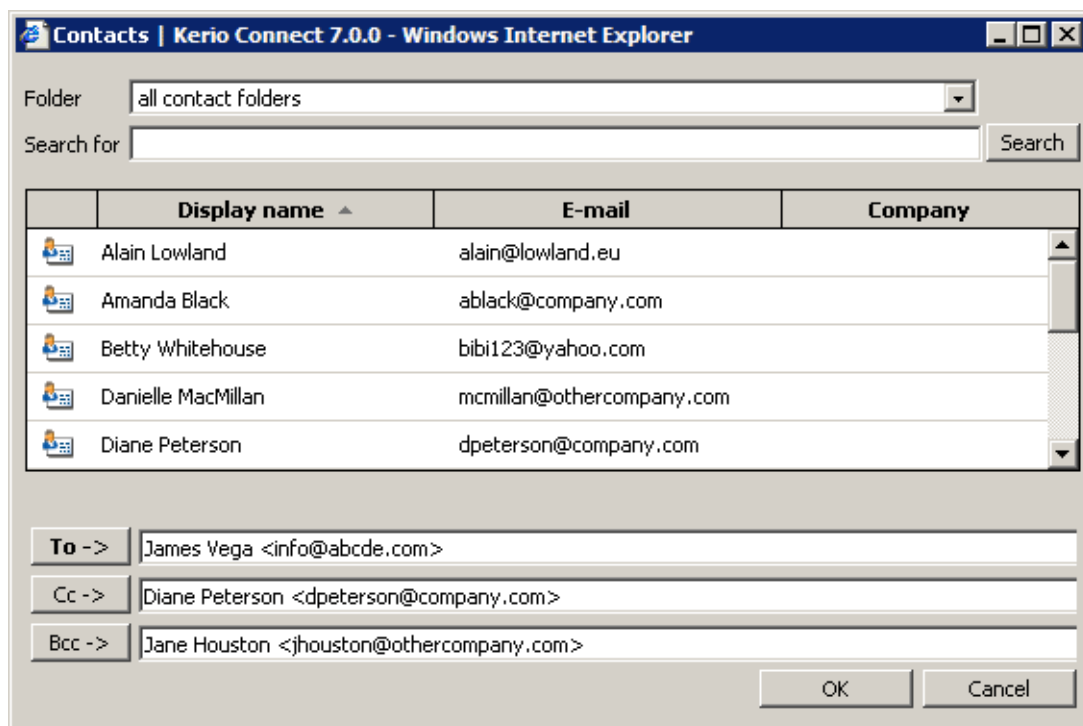 Contacts | Kerio Connect 7.0.0 - Windows Internet Explorer
Folder all contact folders
Search for Search
Display name E-mail Company
Alain Lowland alain@lowland.eu
Amanda Black ablack@company.com
Betty Whitehouse bibi123@yahoo.com
Danielle MacMillan mcmillan@othercompany.com
Diane Peterson dpeterson@company.com
To -> James Vega <info@abcde.com>
Cc -> Diane Peterson <dpeterson@company.com>
Bcc -> Jane Houston <jhouston@othercompany.com>
OK Cancel